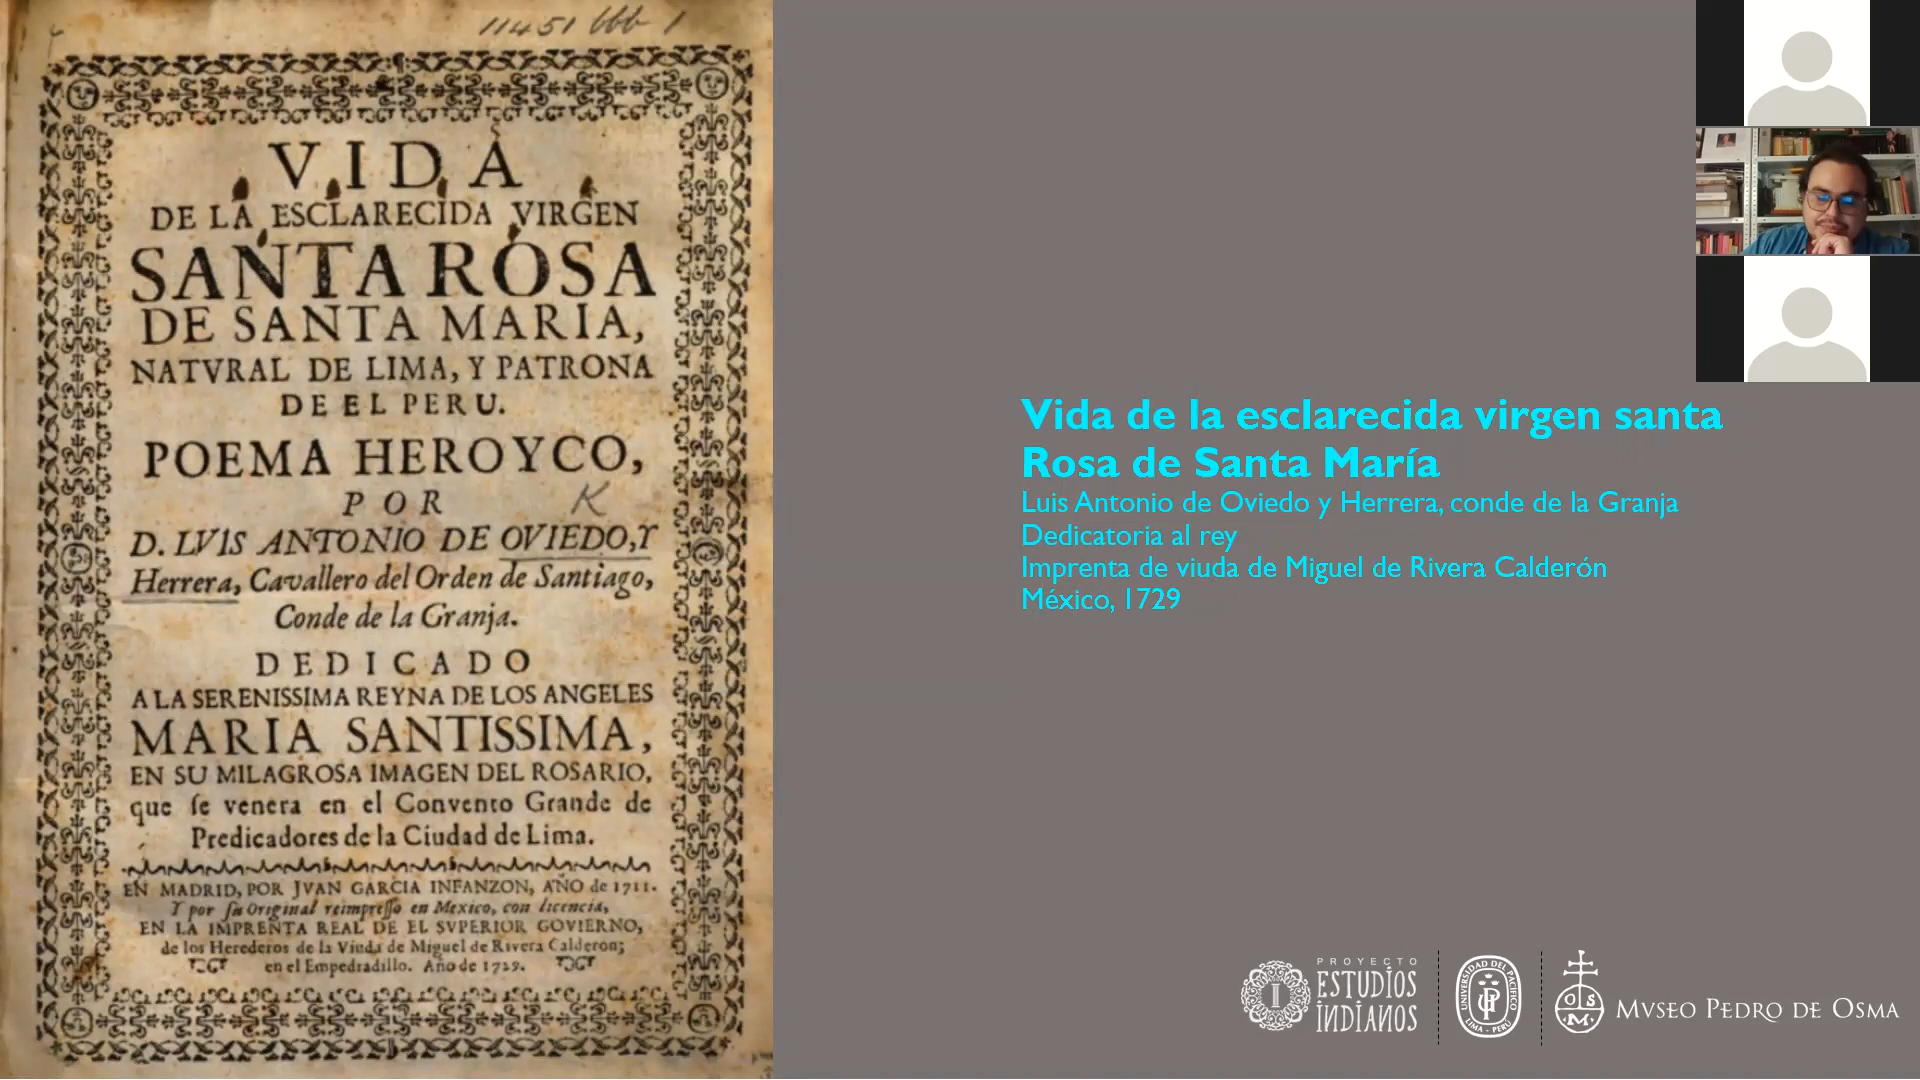 11451 bbb 1
VIDA
DE LA ESCLARECIDA VIRGEN
SANTA ROSA
DE SANTA MARIA,
NATVRAL DE LIMA, Y PATRONA
DE EL PERU.
POEMA HEROYCO,
POR
K
D. LVIS ANTONIO DE OVIEDO, Y
Herrera, Cavallero del Orden de Santiago,
Conde de la Granja.
DEDICADO
A LA SERENISSIMA REYNA DE LOS ANGELES
MARIA SANTISSIMA,
EN SU MILAGROSA IMAGEN DEL ROSARIO,
que ſe venera en el Convento Grande de
Predicadores de la Ciudad de Lima.
EN MADRID, POR JVAN GARCIA INFANZON, AÑO de 1711.
Y por ſu Original reimpreſſo en Mexico, con licencia,
EN LA IMPRENTA REAL DE EL SVPERIOR GOVIERNO,
de los Herederos de la Viuda de Miguel de Rivera Calderon;
en el Empedradillo. Año de 1729.
Vida de la esclarecida virgen santa
Rosa de Santa María
Luis Antonio de Oviedo y Herrera, conde de la Granja
Dedicatoria al rey
Imprenta de viuda de Miguel de Rivera Calderón
México, 1729
PROYECTO
ESTUDIOS
INDIANOS
UNIVERSIDAD DEL PACÍFICO
LIMA - PERÚ
MVSEO PEDRO DE OSMA